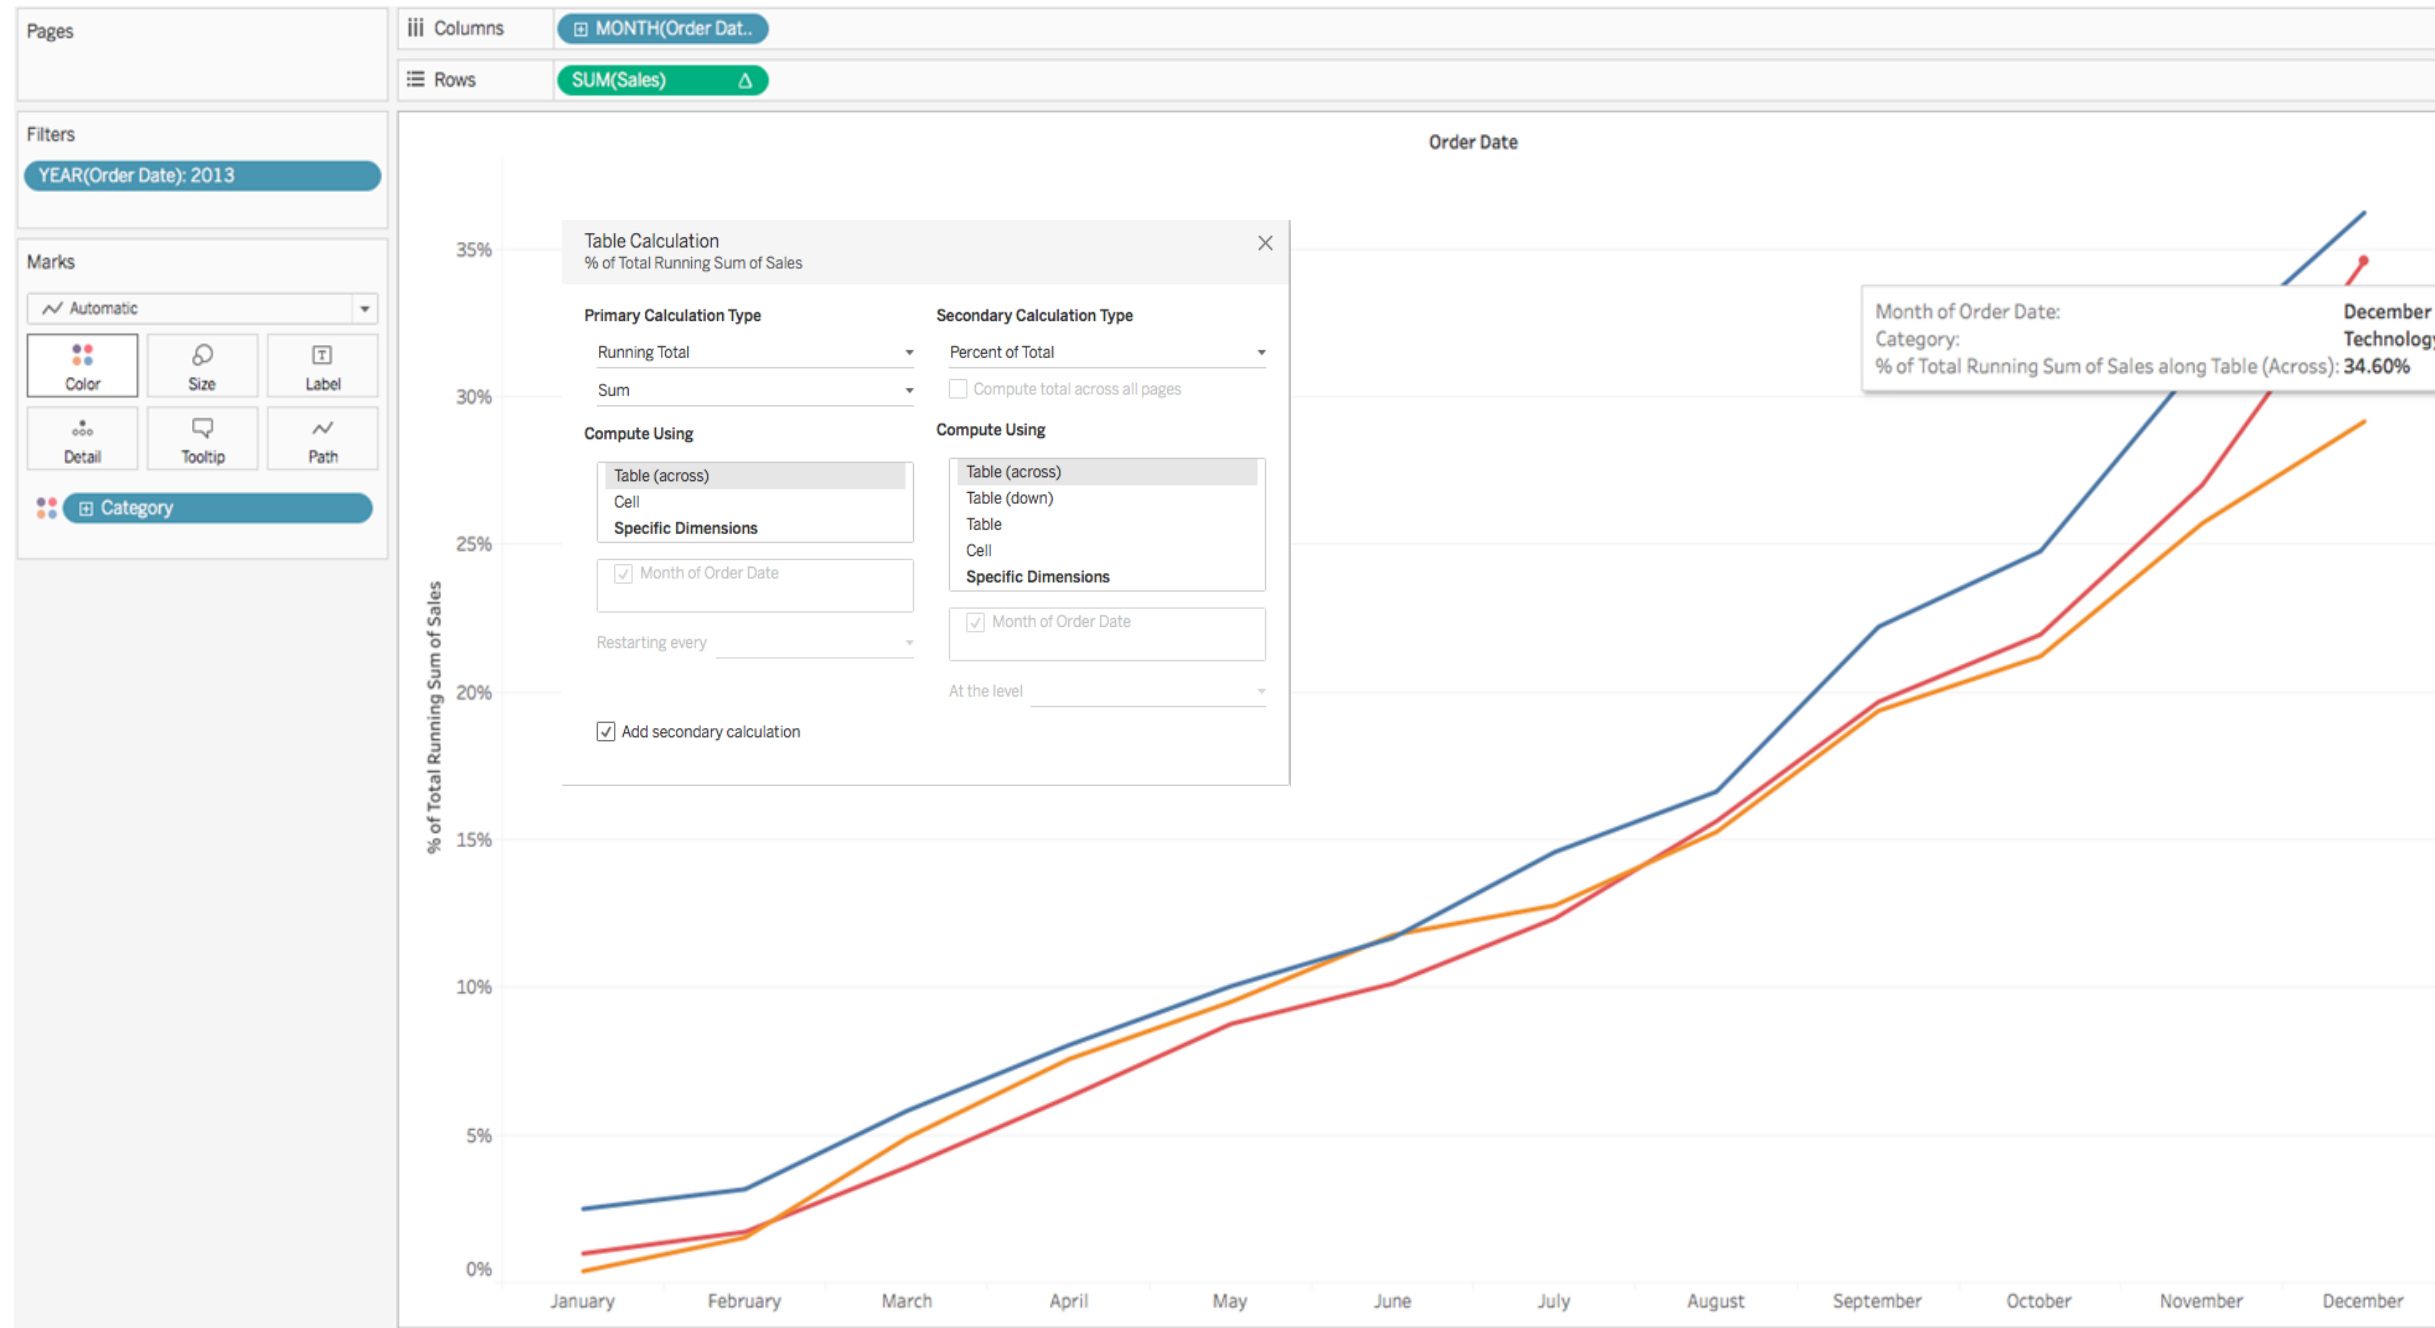 Pages
Columns
MONTH(Order Dat..
Rows
SUM(Sales)
Filters
YEAR(Order Date): 2013
Marks
Automatic
Color
Size
Label
Detail
Tooltip
Path
Category
Order Date
Table Calculation
% of Total Running Sum of Sales
Primary Calculation Type
Running Total
Sum
Compute Using
Table (across)
Cell
Specific Dimensions
Month of Order Date
Restarting every
Add secondary calculation
Secondary Calculation Type
Percent of Total
Compute total across all pages
Compute Using
Table (across)
Table (down)
Table
Cell
Specific Dimensions
Month of Order Date
At the level
Month of Order Date: December
Category: Technology
% of Total Running Sum of Sales along Table (Across): 34.60%
% of Total Running Sum of Sales
35%
30%
25%
20%
15%
10%
5%
0%
January February March April May June July August September October November December